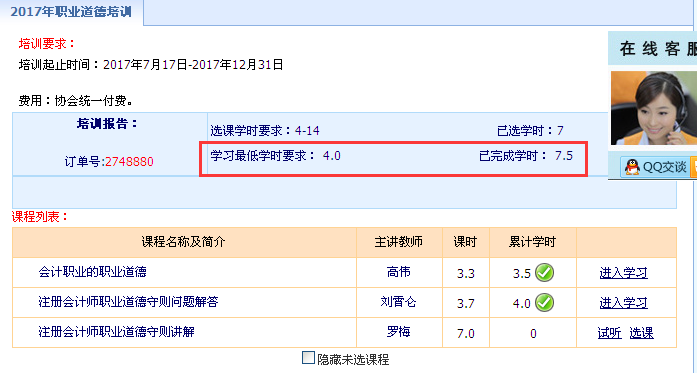 2017年职业道德培训
培训要求：
培训起止时间：2017年7月17日-2017年12月31日
费用：协会统一付费。
在 线 客 服
培训报告：
选课学时要求：4-14 已选学时：7
订单号:2748880
学习最低学时要求： 4.0 已完成学时： 7.5
QQ交谈
课程列表：
课程名称及简介 主讲教师 课时 累计学时
会计职业的职业道德 高伟 3.3 3.5 进入学习
注册会计师职业道德守则问题解答 刘霄仑 3.7 4.0 进入学习
注册会计师职业道德守则讲解 罗梅 7.0 0 试听 选课
隐藏未选课程